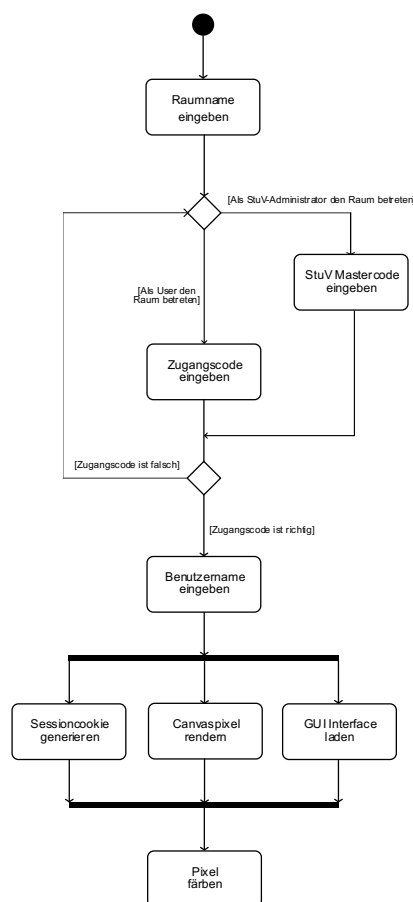 Raumname
eingeben
[Als StuV-Administrator den Raum betreten]
StuV Mastercode
eingeben
[Als User den
Raum betreten]
Zugangscode
eingeben
[Zugangscode ist falsch]
[Zugangscode ist richtig]
Benutzername
eingeben
Sessioncookie
generieren
Canvaspixel
rendern
GUI Interface
laden
Pixel
färben